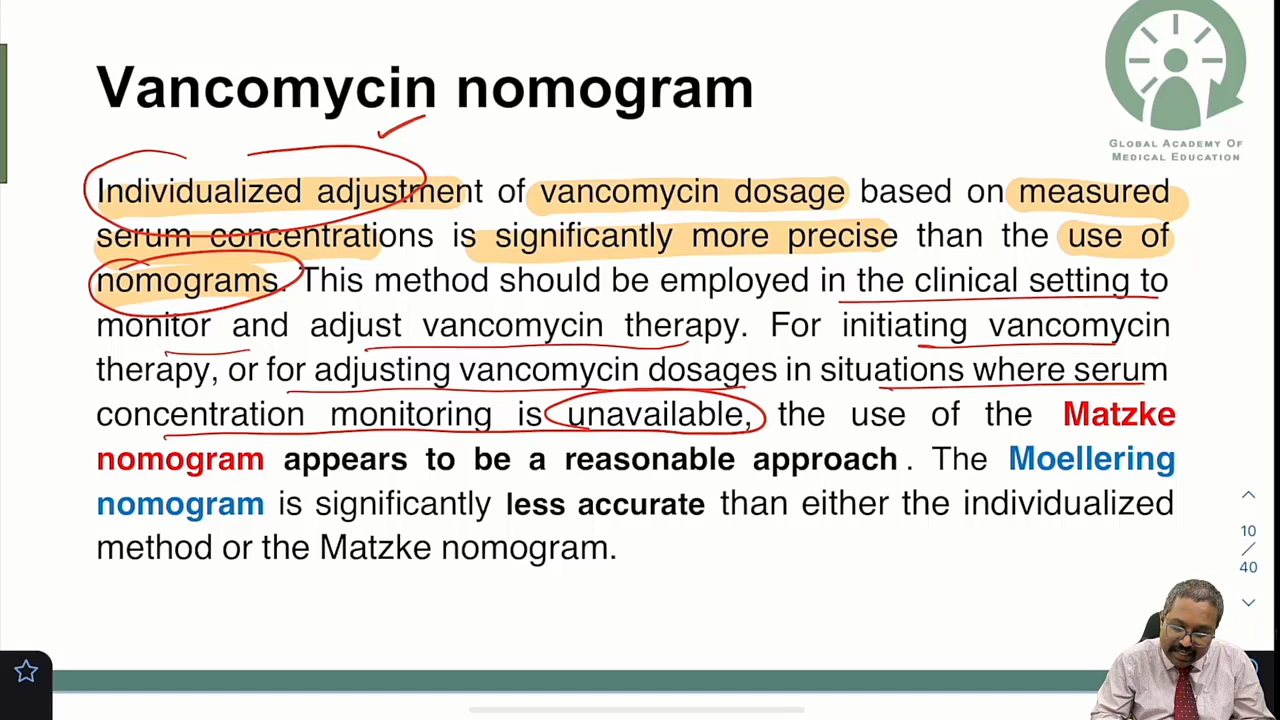 Vancomycin nomogram
GLOBAL ACADEMY OF
MEDICAL EDUCATION
Individualized adjustment of vancomycin dosage based on measured
serum concentrations is significantly more precise than the use of
nomograms. This method should be employed in the clinical setting to
monitor and adjust vancomycin therapy. For initiating vancomycin
therapy, or for adjusting vancomycin dosages in situations where serum
concentration monitoring is unavailable, the use of the Matzke
nomogram appears to be a reasonable approach. The Moellering
nomogram is significantly less accurate than either the individualized
method or the Matzke nomogram.
10
/
40